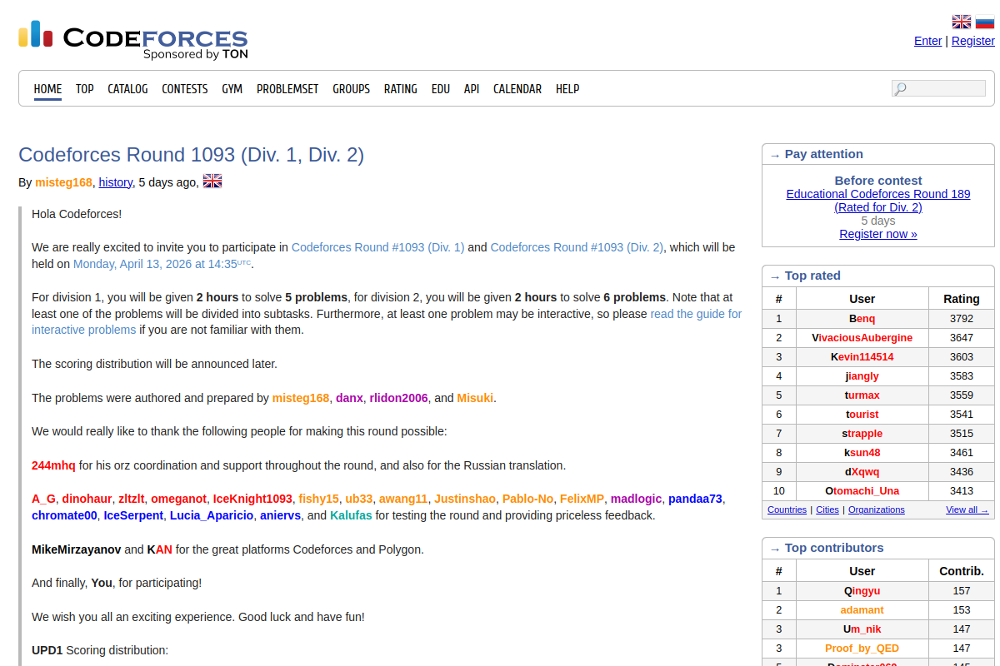 CODEFORCES
Sponsored by TON
Enter | Register
HOME TOP CATALOG CONTESTS GYM PROBLEMSET GROUPS RATING EDU API CALENDAR HELP
Codeforces Round 1093 (Div. 1, Div. 2)
By misteg168, history, 5 days ago,
Hola Codeforces!
We are really excited to invite you to participate in Codeforces Round #1093 (Div. 1) and Codeforces Round #1093 (Div. 2), which will be
held on Monday, April 13, 2026 at 14:35UTC.
For division 1, you will be given 2 hours to solve 5 problems, for division 2, you will be given 2 hours to solve 6 problems. Note that at
least one of the problems will be divided into subtasks. Furthermore, at least one problem may be interactive, so please read the guide for
interactive problems if you are not familiar with them.
The scoring distribution will be announced later.
The problems were authored and prepared by misteg168, danx, rlidon2006, and Misuki.
We would really like to thank the following people for making this round possible:
244mhq for his orz coordination and support throughout the round, and also for the Russian translation.
A_G, dinohaur, zltzlt, omeganot, IceKnight1093, fishy15, ub33, awang11, Justinshao, Pablo-No, FelixMP, madlogic, pandaa73,
chromate00, IceSerpent, Lucia_Aparicio, aniervs, and Kalufas for testing the round and providing priceless feedback.
MikeMirzayanov and KAN for the great platforms Codeforces and Polygon.
And finally, You, for participating!
We wish you all an exciting experience. Good luck and have fun!
UPD1 Scoring distribution:
→ Pay attention
Before contest
Educational Codeforces Round 189
(Rated for Div. 2)
5 days
Register now »
→ Top rated
# User Rating
1 Benq 3792
2 VivaciousAubergine 3647
3 Kevin114514 3603
4 jiangly 3583
5 turmax 3559
6 tourist 3541
7 strapple 3515
8 ksun48 3461
9 dXqwq 3436
10 Otomachi_Una 3413
Countries | Cities | Organizations View all →
→ Top contributors
# User Contrib.
1 Qingyu 157
2 adamant 153
3 Um_nik 147
3 Proof_by_QED 147